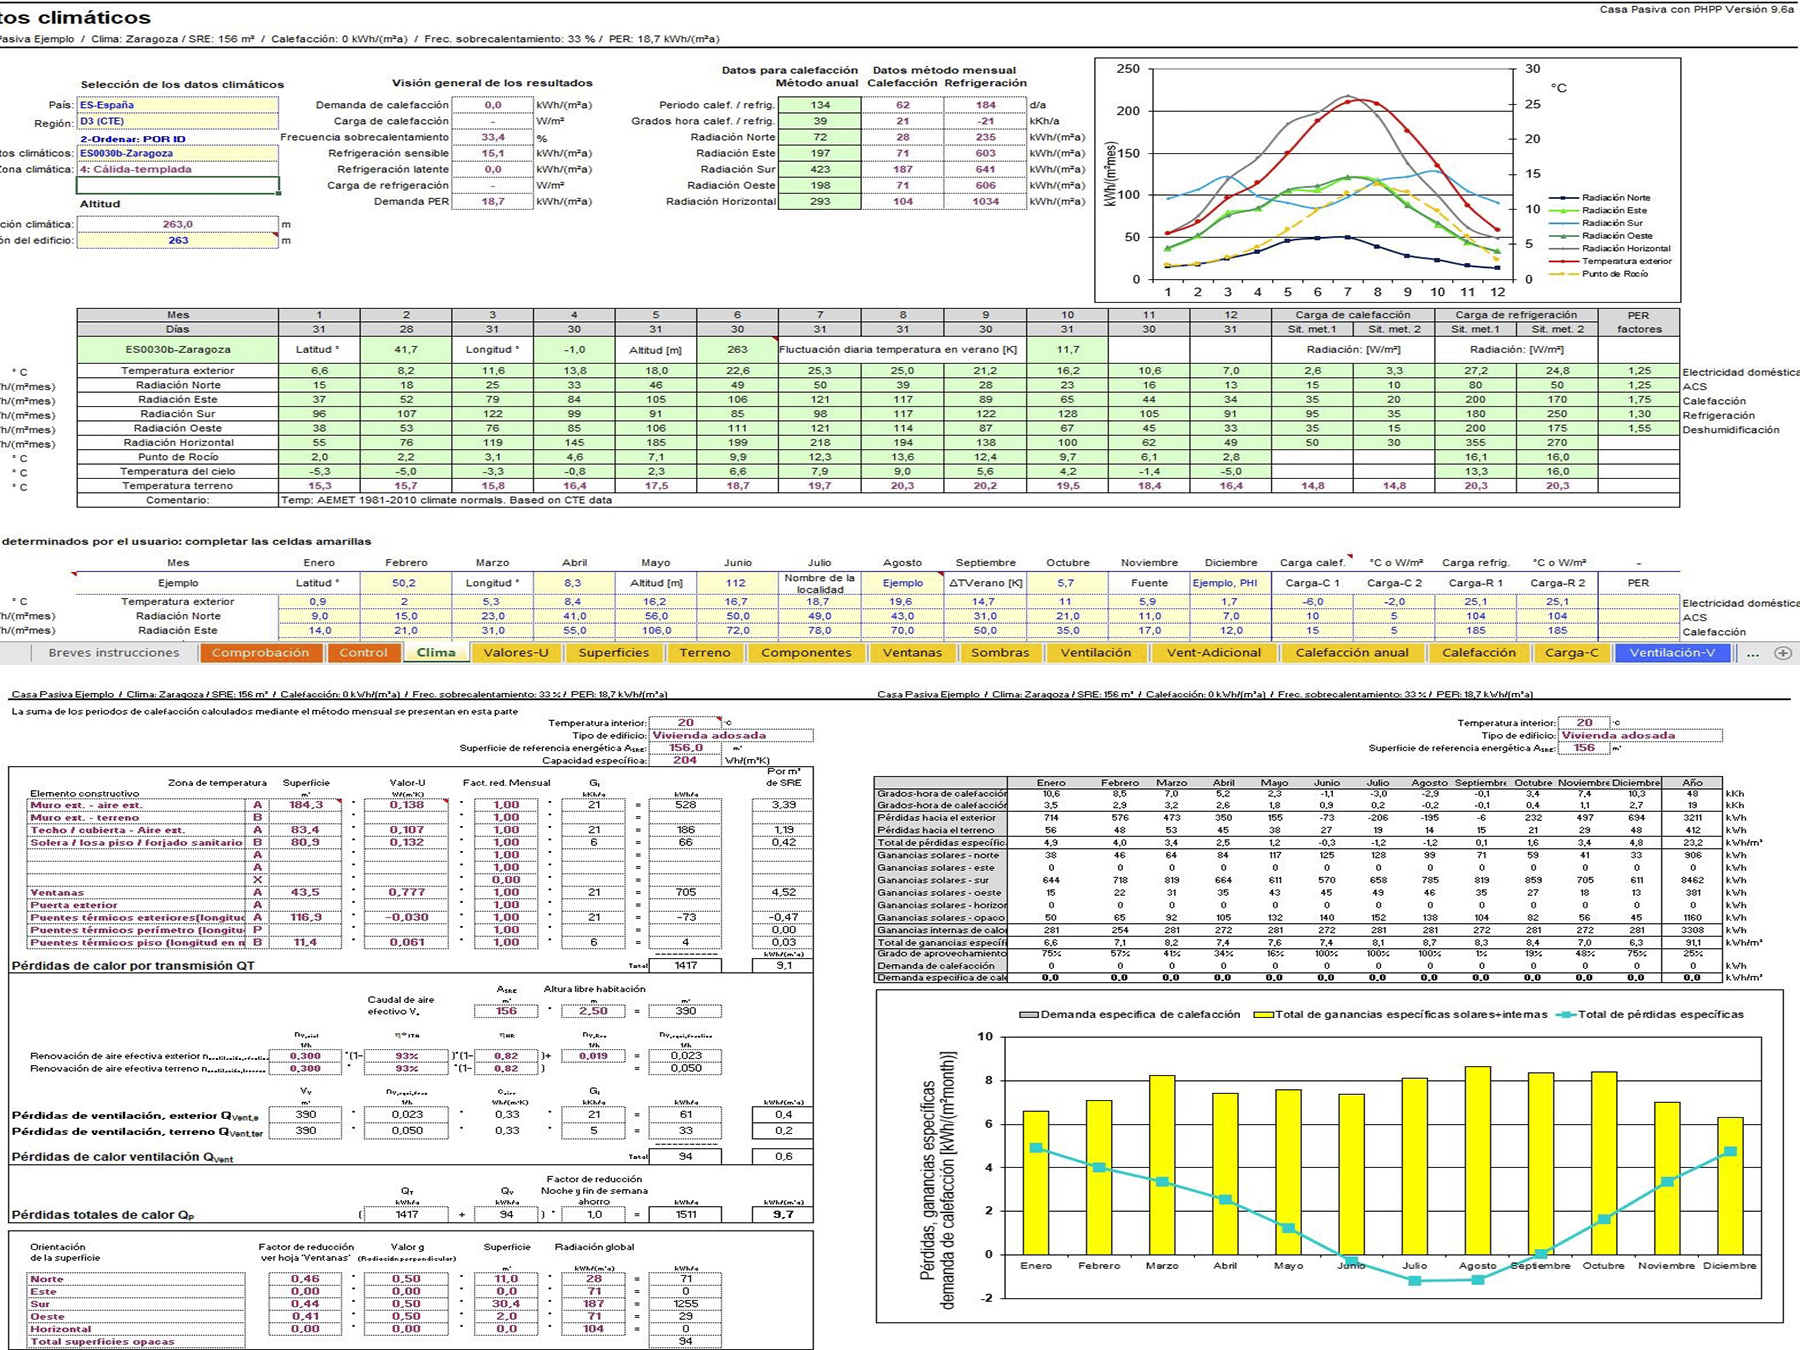 tos climáticos
Casa Pasiva con PHPP Versión 9.6a
Pasiva Ejemplo / Clima: Zaragoza / SRE: 156 m² / Calefacción: 0 kWh/(m²a) / Frec. sobrecalentamiento: 33 % / PER: 18,7 kWh/(m²a)
Selección de los datos climáticos
País: ES-España
Región: D3 (CTE)
2-Ordenar: POR ID
tos climáticos: ES0030b-Zaragoza
ona climática: 4: Cálida-templada
Altitud
ción climática: 263,0 m
ón del edificio: 263 m
Visión general de los resultados
Demanda de calefacción 0,0 kWh/(m²a)
Carga de calefacción - W/m²
Frecuencia sobrecalentamiento 33,4 %
Refrigeración sensible 15,1 kWh/(m²a)
Refrigeración latente 0,0 kWh/(m²a)
Carga de refrigeración - W/m²
Demanda PER 18,7 kWh/(m²a)
Datos para calefacción Datos método mensual
Método anual Calefacción Refrigeración
Periodo calef. / refrig. 134 62 184 d/a
Grados hora calef. / refrig. 39 21 -21 kKh/a
Radiación Norte 72 28 235 kWh/(m²a)
Radiación Este 197 71 603 kWh/(m²a)
Radiación Sur 423 187 641 kWh/(m²a)
Radiación Oeste 198 71 606 kWh/(m²a)
Radiación Horizontal 293 104 1034 kWh/(m²a)
kWh/(m²mes)
250
200
150
100
50
0
°C
30
25
20
15
10
5
0
1 2 3 4 5 6 7 8 9 10 11 12
Radiación Norte
Radiación Este
Radiación Sur
Radiación Oeste
Radiación Horizontal
Temperatura exterior
Punto de Rocío
Mes 1 2 3 4 5 6 7 8 9 10 11 12 Carga de calefacción Carga de refrigeración PER
Días 31 28 31 30 31 30 31 31 30 31 30 31 Sit. met.1 Sit. met. 2 Sit. met.1 Sit. met. 2 factores
ES0030b-Zaragoza Latitud ° 41,7 Longitud ° -1,0 Altitud [m] 263 Fluctuación diaria temperatura en verano [K] 11,7 Radiación: [W/m²] Radiación: [W/m²]
° C Temperatura exterior 6,6 8,2 11,6 13,8 18,0 22,6 25,3 25,0 21,2 16,2 10,6 7,0 2,6 3,3 27,2 24,8 1,25 Electricidad doméstica
h/(m²mes) Radiación Norte 15 18 25 33 46 49 50 39 28 23 16 13 15 10 80 50 1,25 ACS
h/(m²mes) Radiación Este 37 52 79 84 105 106 121 117 89 65 44 34 35 20 200 170 1,75 Calefacción
h/(m²mes) Radiación Sur 96 107 122 99 91 85 98 117 122 128 105 91 95 35 180 250 1,30 Refrigeración
h/(m²mes) Radiación Oeste 38 53 76 85 106 111 121 114 87 67 45 33 35 15 200 175 1,55 Deshumidificación
h/(m²mes) Radiación Horizontal 55 76 119 145 185 199 218 194 138 100 62 49 50 30 355 270
° C Punto de Rocío 2,0 2,2 3,1 4,6 7,1 9,9 12,3 13,6 12,4 9,7 6,1 2,8 16,1 16,0
° C Temperatura del cielo -5,3 -5,0 -3,3 -0,8 2,3 6,6 7,9 9,0 5,6 4,2 -1,4 -5,0 13,3 16,0
° C Temperatura terreno 15,3 15,7 15,8 16,4 17,5 18,7 19,7 20,3 20,2 19,5 18,4 16,4 14,8 14,8 20,3 20,3
Comentario: Temp: AEMET 1981-2010 climate normals. Based on CTE data
determinados por el usuario: completar las celdas amarillas
Mes Enero Febrero Marzo Abril Mayo Junio Julio Agosto Septiembre Octubre Noviembre Diciembre Carga calef. °C o W/m² Carga refrig. °C o W/m² -
Ejemplo Latitud ° 50,2 Longitud ° 8,3 Altitud [m] 112 Nombre de la localidad Ejemplo ΔTVerano [K] 5,7 Fuente Ejemplo, PHI Carga-C 1 Carga-C 2 Carga-R 1 Carga-R 2 PER
° C Temperatura exterior 0,9 2 5,3 8,4 16,2 16,7 18,7 19,6 14,7 11 5,9 1,7 -6,0 -2,0 25,1 25,1 Electricidad doméstica
h/(m²mes) Radiación Norte 9,0 15,0 23,0 41,0 56,0 50,0 49,0 43,0 31,0 21,0 11,0 7,0 10 5 104 104 ACS
h/(m²mes) Radiación Este 14,0 21,0 31,0 55,0 106,0 72,0 78,0 70,0 50,0 35,0 17,0 12,0 15 5 185 185 Calefacción
Breves instrucciones Comprobación Control Clima Valores-U Superficies Terreno Componentes Ventanas Sombras Ventilación Vent-Adicional Calefacción anual Calefacción Carga-C Ventilación-V ...
Casa Pasiva Ejemplo / Clima: Zaragoza / SRE: 156 m² / Calefacción: 0 kWh/(m²a) / Frec. sobrecalentamiento: 33 % / PER: 18,7 kWh/(m²a)
La suma de los periodos de calefacción calculados mediante el método mensual se presentan en esta parte
Temperatura interior: 20 °C
Tipo de edificio: Vivienda adosada
Superficie de referencia energética ASRE: 156,0 m²
Capacidad específica: 204 Wh/(m²K)
Por m²
Zona de temperatura Superficie Valor-U Fact. red. Mensual Gt de SRE
Elemento constructivo m² W/(m²K) kKh/a kWh/a
Muro ext. - aire ext. A 184,3 * 0,138 * 1,00 * 21 = 528 3,39
Muro ext. - terreno B * * 1,00 * =
Techo / cubierta - Aire ext. A 83,4 * 0,107 * 1,00 * 21 = 186 1,19
Solera / losa piso / forjado sanitario B 80,9 * 0,132 * 1,00 * 6 = 66 0,42
A * * 1,00 * =
A * * 1,00 * =
X * * 0,00 * =
Ventanas A 43,5 * 0,777 * 1,00 * 21 = 705 4,52
Puerta exterior A * * 1,00 * =
Puentes térmicos exteriores(longituc A 116,9 * -0,030 * 1,00 * 21 = -73 -0,47
Puentes térmicos perímetro (longitu P * * 1,00 * = 0,00
Puentes térmicos piso (longitud en m B 11,4 * 0,061 * 1,00 * 6 = 4 0,03
kWh/(m²a)
Pérdidas de calor por transmisión QT Total 1417 9,1
ASRE Altura libre habitación
Caudal de aire m² m m³
efectivo Vv 156 * 2,50 = 390
Renovación de aire efectiva exterior 0,300 *(1- 93% )*(1- 0,82 )+ 0,019 = 0,023
Renovación de aire efectiva terreno 0,300 * 93% *(1- 0,82 ) = 0,050
m³ 1/h Wh/(m³K) kKh/a kWh/a kWh/(m²a)
Pérdidas de ventilación, exterior QVent,e 390 * 0,023 * 0,33 * 21 = 61 0,4
Pérdidas de ventilación, terreno QVent,ter 390 * 0,050 * 0,33 * 5 = 33 0,2
Pérdidas de calor ventilación QVent Total 94 0,6
Factor de reducción
QT QV Noche y fin de semana
kWh/a kWh/a ahorro kWh/a kWh/(m²a)
Pérdidas totales de calor QP ( 1417 + 94 ) * 1,0 = 1511 9,7
Orientación Factor de reducción Valor g Superficie Radiación global
de la superficie ver hoja 'Ventanas' (Radiación perpendicular)
m² kWh/(m²a) kWh/a
Norte 0,46 * 0,50 * 11,0 * 28 = 71
Este 0,00 * 0,00 * 0,0 * 71 = 0
Sur 0,44 * 0,50 * 30,4 * 187 = 1255
Oeste 0,41 * 0,50 * 2,0 * 71 = 29
Horizontal 0,00 * 0,00 * 0,0 * 104 = 0
Total superficies opacas 94
Casa Pasiva Ejemplo / Clima: Zaragoza / SRE: 156 m² / Calefacción: 0 kWh/(m²a) / Frec. sobrecalentamiento: 33 % / PER: 18,7 kWh/(m²a)
Temperatura interior: 20 °C
Tipo de edificio: Vivienda adosada
Superficie de referencia energética ASRE: 156 m²
Enero Febrero Marzo Abril Mayo Junio Julio Agosto Septiembre Octubre Noviembre Diciembre Año
Grados-hora de calefacción 10,6 8,5 7,0 5,2 2,3 -1,1 -3,0 -2,9 -0,1 3,4 7,4 10,3 48 kKh
Grados-hora de calefacción 3,5 2,9 3,2 2,6 1,8 0,9 0,2 -0,2 -0,1 0,4 1,1 2,7 19 kKh
Pérdidas hacia el exterior 714 576 473 350 155 -73 -206 -195 -6 232 497 694 3211 kWh
Pérdidas hacia el terreno 56 48 53 45 38 27 19 14 15 21 29 48 412 kWh
Total de pérdidas específic 4,9 4,0 3,4 2,5 1,2 -0,3 -1,2 -1,2 0,1 1,6 3,4 4,8 23,2 kWh/m²
Ganancias solares - norte 38 46 64 84 117 125 128 99 71 59 41 33 906 kWh
Ganancias solares - este 0 0 0 0 0 0 0 0 0 0 0 0 0 kWh
Ganancias solares - sur 644 718 819 664 611 570 658 785 819 859 705 611 8462 kWh
Ganancias solares - oeste 15 22 31 35 43 45 49 46 35 27 18 13 381 kWh
Ganancias solares - horizor 0 0 0 0 0 0 0 0 0 0 0 0 0 kWh
Ganancias solares - opaco 50 65 92 105 132 140 152 138 104 82 56 45 1160 kWh
Ganancias internas de calor 281 254 281 272 281 272 281 281 272 281 272 281 3308 kWh
Total de ganancias específi 6,6 7,1 8,2 7,4 7,6 7,4 8,1 8,7 8,3 8,4 7,0 6,3 91,1 kWh/m²
Grado de aprovechamiento 75% 57% 41% 34% 16% 100% 100% 100% 1% 19% 48% 75% 25%
Demanda de calefacción 0 0 0 0 0 0 0 0 0 0 0 0 0 kWh
Demanda específica de cale 0,0 0,0 0,0 0,0 0,0 0,0 0,0 0,0 0,0 0,0 0,0 0,0 0,0 kWh/m²
Demanda específica de calefacción Total de ganancias específicas solares+internas Total de pérdidas específicas
Pérdidas, ganancias específicas
demanda de calefacción [kWh/(m²month)]
10
8
6
4
2
0
-2
Enero Febrero Marzo Abril Mayo Junio Julio Agosto Septiembre Octubre Noviembre Diciembre